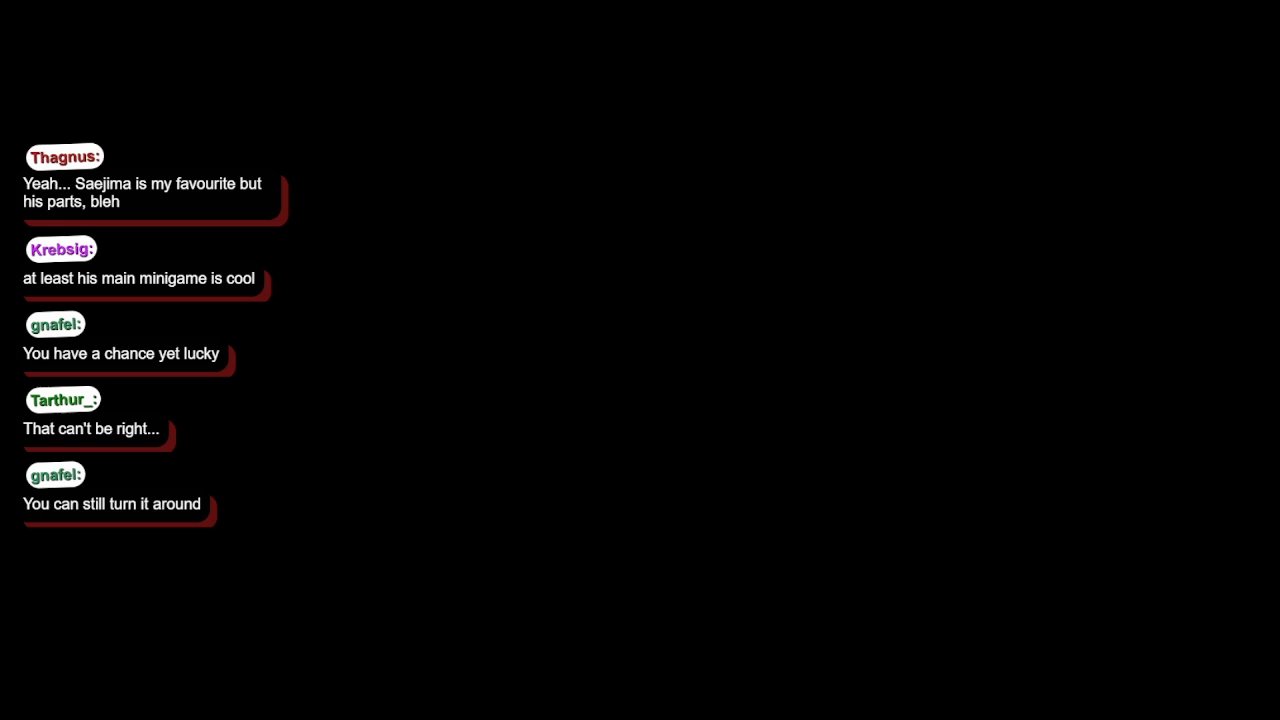 Thagnus:
Yeah... Saejima is my favourite but
his parts, bleh
Krebsig:
at least his main minigame is cool
gnafel:
You have a chance yet lucky
Tarthur_:
That can't be right...
gnafel:
You can still turn it around